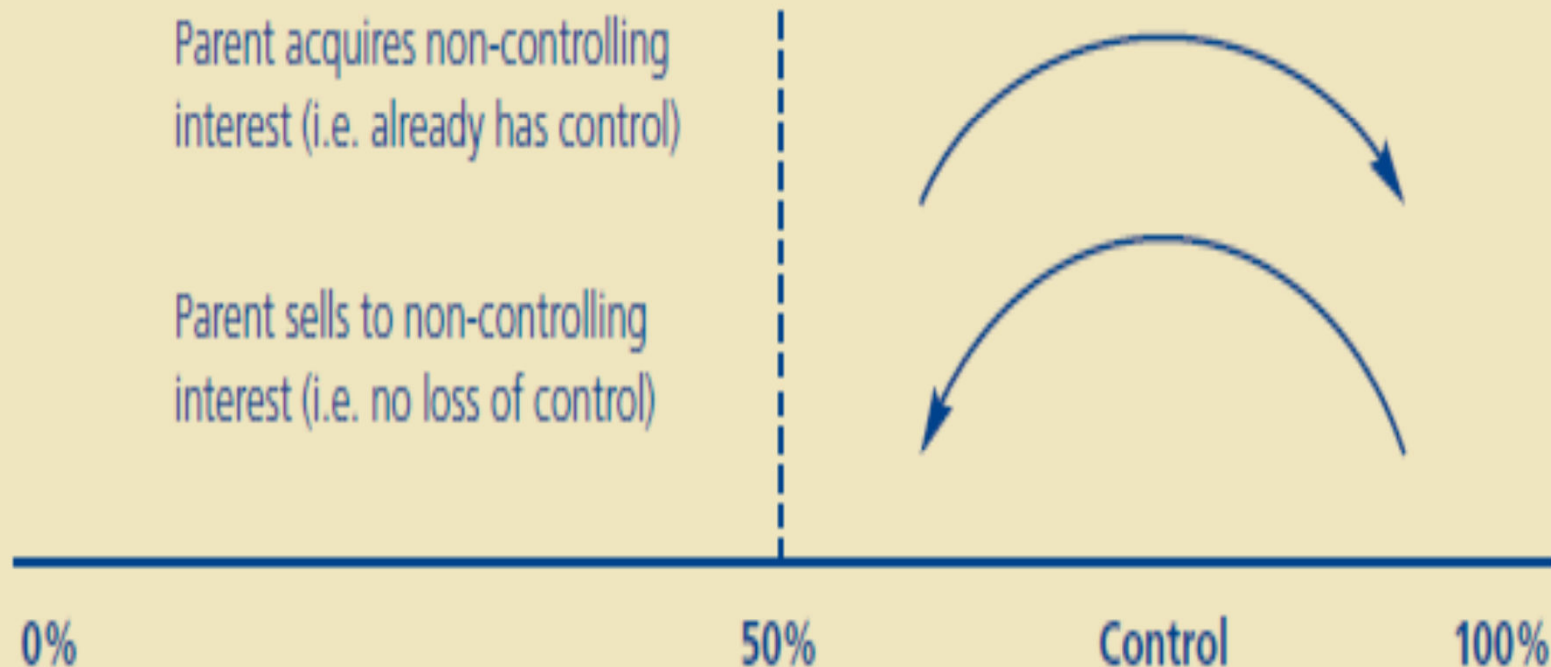 Parent acquires non-controlling
interest (i.e. already has control)
Parent sells to non-controlling
interest (i.e. no loss of control)
0% 50% Control 100%